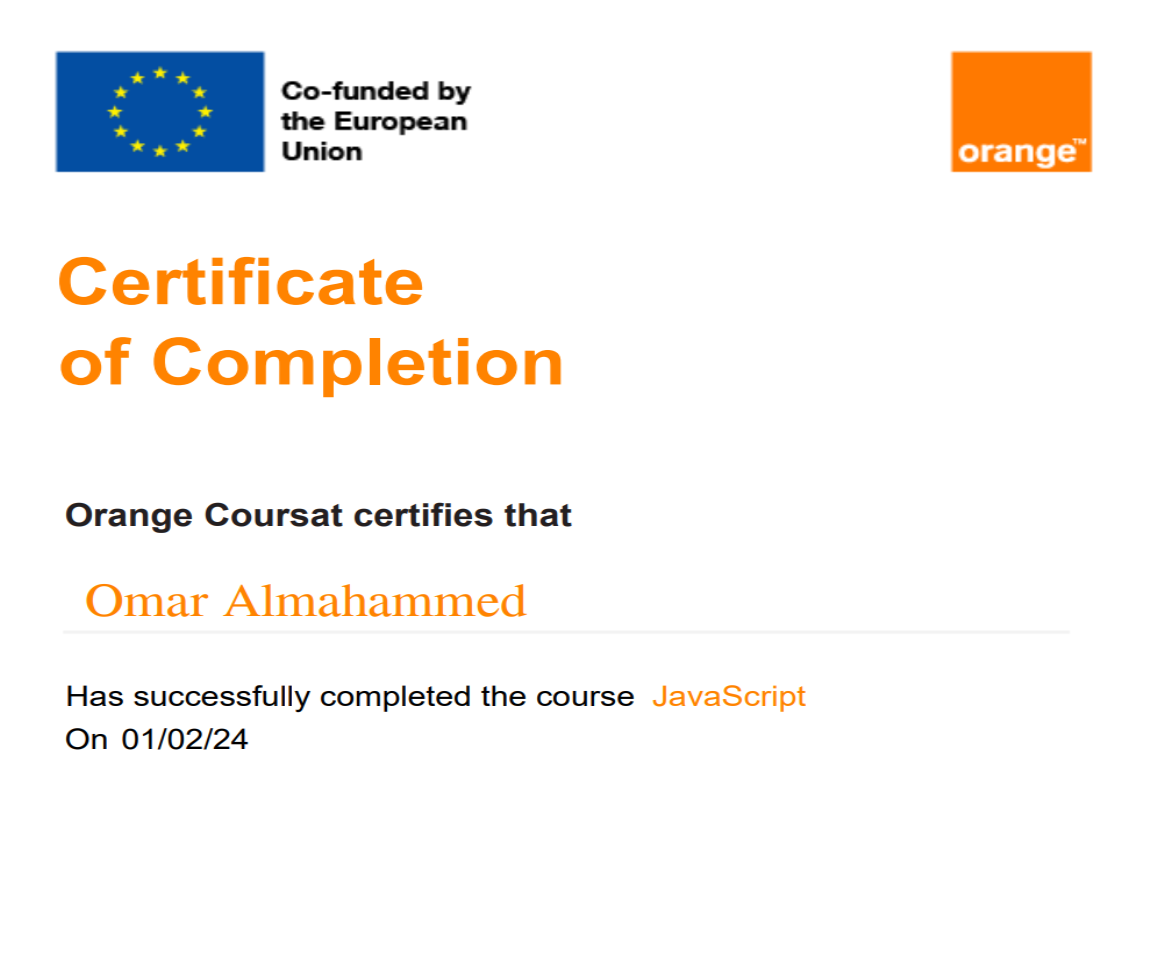 Co-funded by
the European
Union
orange™
Certificate
of Completion
Orange Coursat certifies that
Omar Almahammed
Has successfully completed the course JavaScript
On 01/02/24